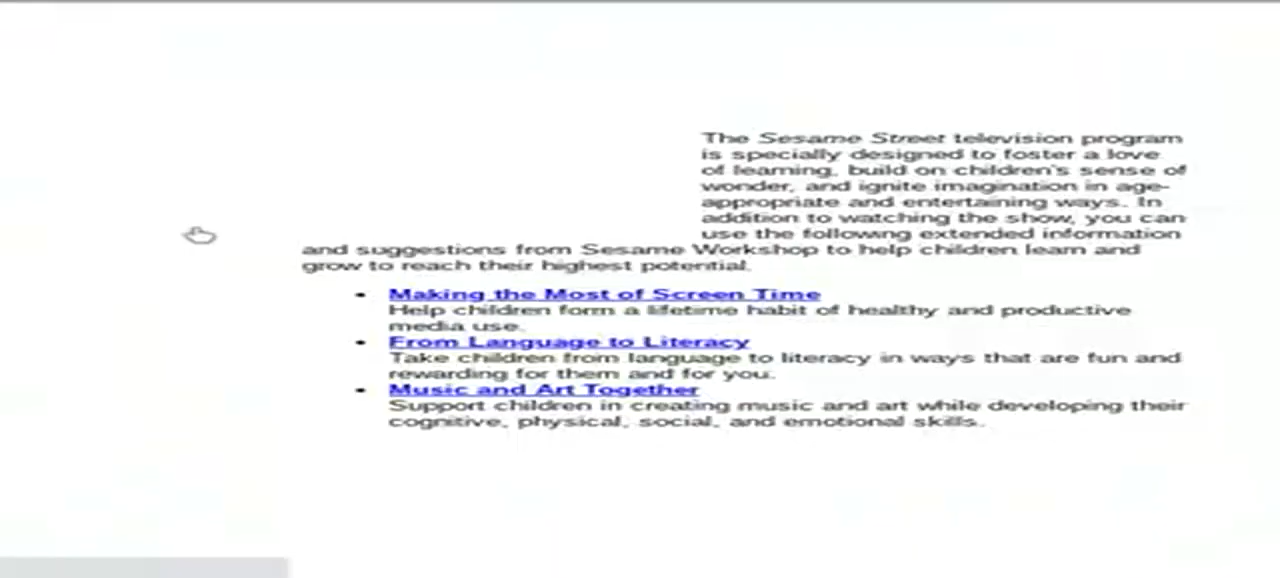 The Sesame Street television program
is specially designed to foster a love
of learning, build on children's sense of
wonder, and ignite imagination in age-
appropriate and entertaining ways. In
addition to watching the show, you can
use the following extended information
and suggestions from Sesame Workshop to help children learn and
grow to reach their highest potential.
• Making the Most of Screen Time
Help children form a lifetime habit of healthy and productive
media use.
• From Language to Literacy
Take children from language to literacy in ways that are fun and
rewarding for them and for you.
• Music and Art Together
Support children in creating music and art while developing their
cognitive, physical, social, and emotional skills.